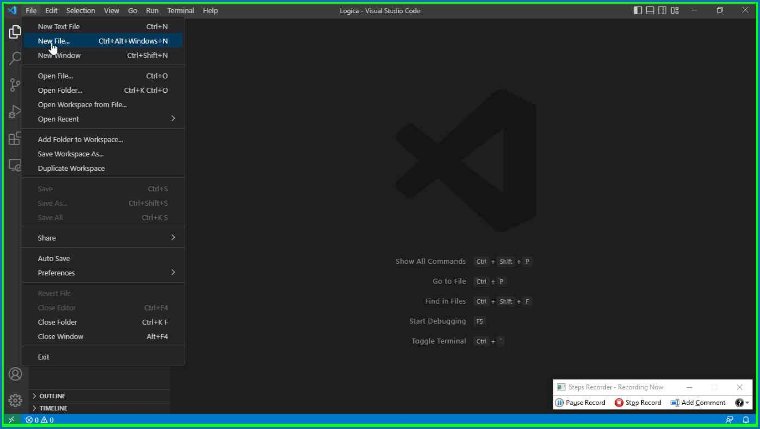 File Edit Selection View Go Run Terminal Help Logica - Visual Studio Code
New Text File Ctrl+N
New File... Ctrl+Alt+Windows+N
New Window Ctrl+Shift+N
Open File... Ctrl+O
Open Folder... Ctrl+K Ctrl+O
Open Workspace from File...
Open Recent
Add Folder to Workspace...
Save Workspace As...
Duplicate Workspace
Save Ctrl+S
Save As... Ctrl+Shift+S
Save All Ctrl+K S
Share
Auto Save
Preferences
Revert File
Close Editor Ctrl+F4
Close Folder Ctrl+K F
Close Window Alt+F4
Exit
Show All Commands Ctrl + Shift + P
Go to File Ctrl + P
Find in Files Ctrl + Shift + F
Start Debugging F5
Toggle Terminal Ctrl + `
OUTLINE
TIMELINE
Steps Recorder - Recording Now
Pause Record Stop Record Add Comment
0 0